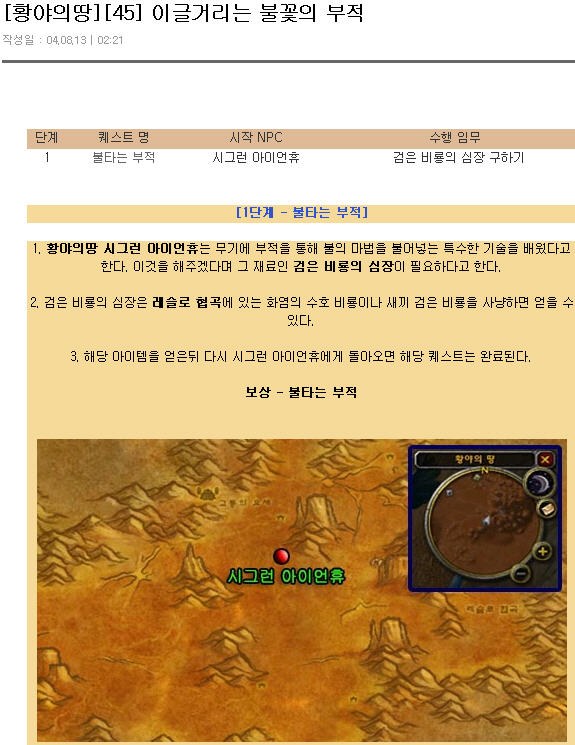 [황야의땅][45] 이글거리는 불꽃의 부적
작성일 : 04.08.13 | 02:21
단계 퀘스트 명 시작 NPC 수행 임무
1 불타는 부적 시그런 아이언휴 검은 비룡의 심장 구하기
[1단계 - 불타는 부적]
1. 황야의땅 시그런 아이언휴는 무기에 부적을 통해 불의 마법을 불어넣는 특수한 기술을 배웠다고
한다. 이것을 해주겠다며 그 재료인 검은 비룡의 심장이 필요하다고 한다.
2. 검은 비룡의 심장은 레슬로 협곡에 있는 화염의 수호 비룡이나 새끼 검은 비룡을 사냥하면 얻을 수
있다.
3. 해당 아이템을 얻은뒤 다시 시그런 아이언휴에게 돌아오면 해당 퀘스트는 완료된다.
보상 - 불타는 부적
황야의 땅
N
시그런 아이언휴
레슬로 협곡